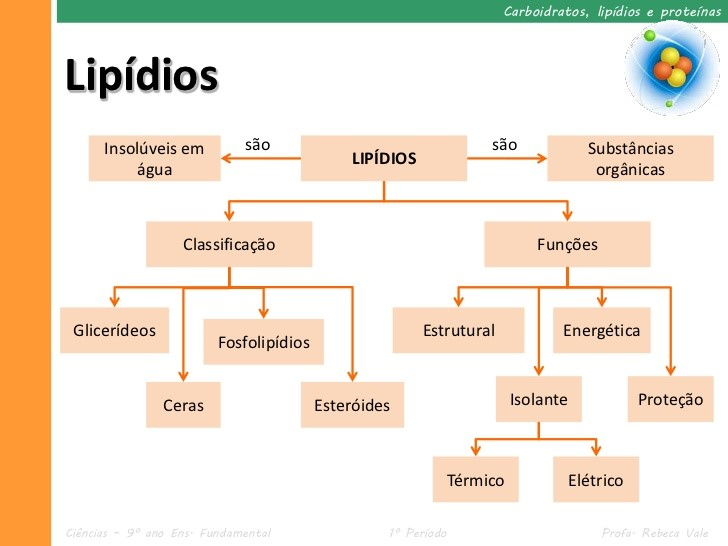 Carboidratos, lipídios e proteínas
Lipídios
Insolúveis em
água
são
LIPÍDIOS
são
Substâncias
orgânicas
Classificação
Funções
Glicerídeos
Fosfolipídios
Estrutural
Energética
Ceras
Esteróides
Isolante
Proteção
Térmico
Elétrico
Ciências - 9º ano Ens. Fundamental
1º Período
Profa. Rebeca Vale